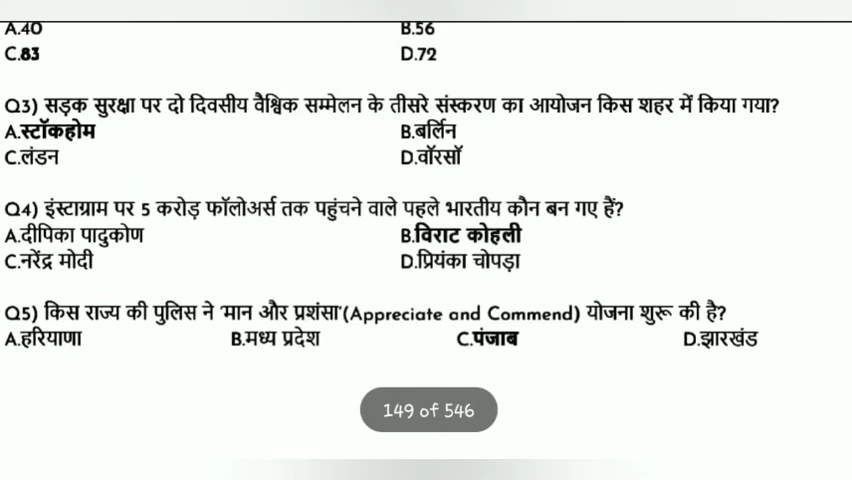 A.40 B.56
C.83 D.72
Q3) सड़क सुरक्षा पर दो दिवसीय वैश्विक सम्मेलन के तीसरे संस्करण का आयोजन किस शहर में किया गया?
A.स्टॉकहोम B.बर्लिन
C.लंडन D.वॉरसॉ
Q4) इंस्टाग्राम पर 5 करोड़ फॉलोअर्स तक पहुंचने वाले पहले भारतीय कौन बन गए हैं?
A.दीपिका पादुकोण B.विराट कोहली
C.नरेंद्र मोदी D.प्रियंका चोपड़ा
Q5) किस राज्य की पुलिस ने 'मान और प्रशंसा'(Appreciate and Commend) योजना शुरू की है?
A.हरियाणा B.मध्य प्रदेश C.पंजाब D.झारखंड
149 of 546